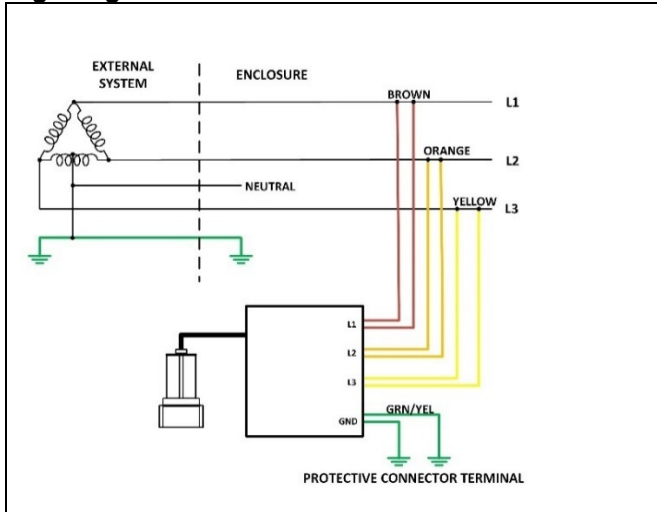 EXTERNAL
SYSTEM
ENCLOSURE
BROWN
L1
ORANGE
L2
NEUTRAL
YELLOW
L3
L1
L2
L3
GRN/YEL
GND
PROTECTIVE CONNECTOR TERMINAL